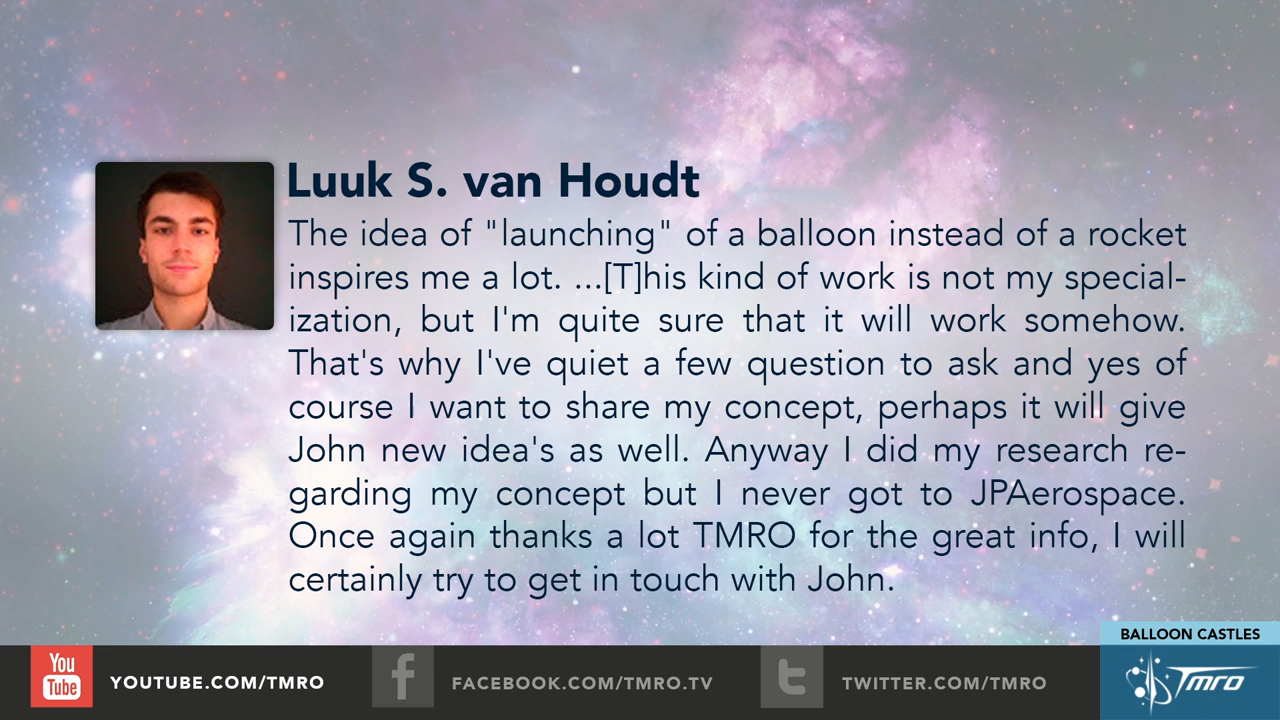 Luuk S. van Houdt
The idea of "launching" of a balloon instead of a rocket
inspires me a lot. ...[T]his kind of work is not my special-
ization, but I'm quite sure that it will work somehow.
That's why I've quiet a few question to ask and yes of
course I want to share my concept, perhaps it will give
John new idea's as well. Anyway I did my research re-
garding my concept but I never got to JPAerospace.
Once again thanks a lot TMRO for the great info, I will
certainly try to get in touch with John.
BALLOON CASTLES
You
Tube
YOUTUBE.COM/TMRO
f
FACEBOOK.COM/TMRO.TV
t
TWITTER.COM/TMRO
Tmro